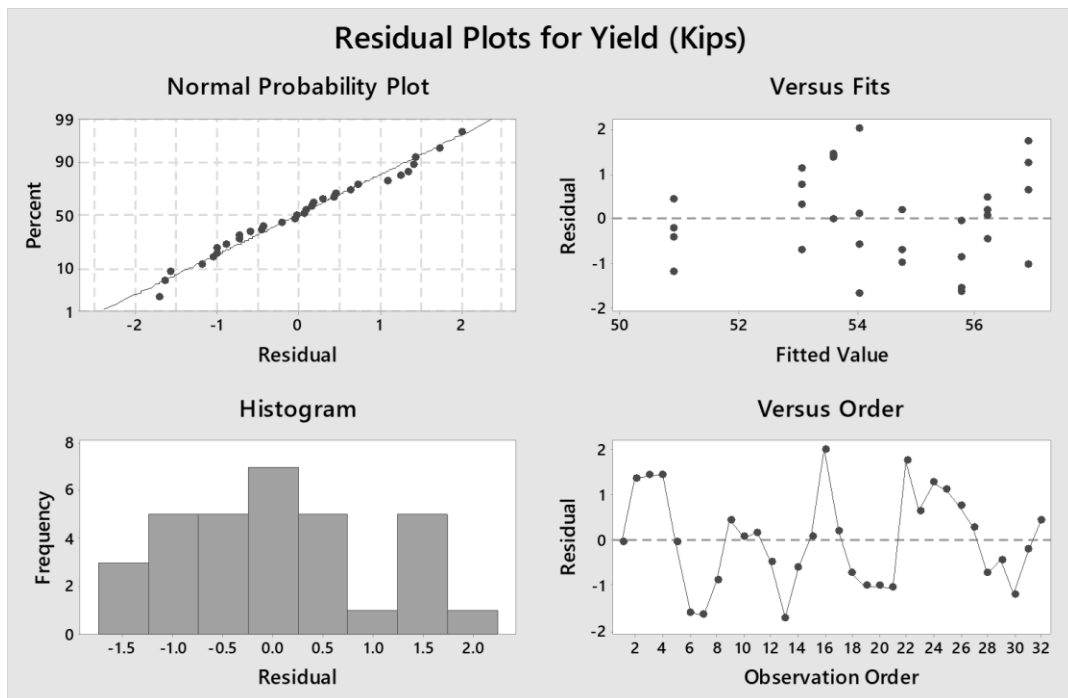 Residual Plots for Yield (Kips)
Normal Probability Plot
99
90
50
10
1
Percent
-2 -1 0 1 2
Residual
Versus Fits
2
1
0
-1
-2
Residual
50 52 54 56
Fitted Value
Histogram
8
6
4
2
0
Frequency
-1.5 -1.0 -0.5 0.0 0.5 1.0 1.5 2.0
Residual
Versus Order
2
1
0
-1
-2
Residual
2 4 6 8 10 12 14 16 18 20 22 24 26 28 30 32
Observation Order